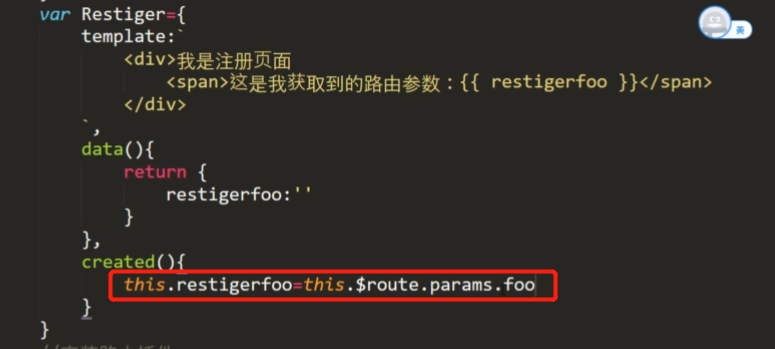 var Restiger={
template:`
<div>我是注册页面
<span>这是我获取到的路由参数：{{ restigerfoo }}</span>
</div>
`,
data(){
return {
restigerfoo:''
}
},
created(){
this.restigerfoo=this.$route.params.foo
}
}
英